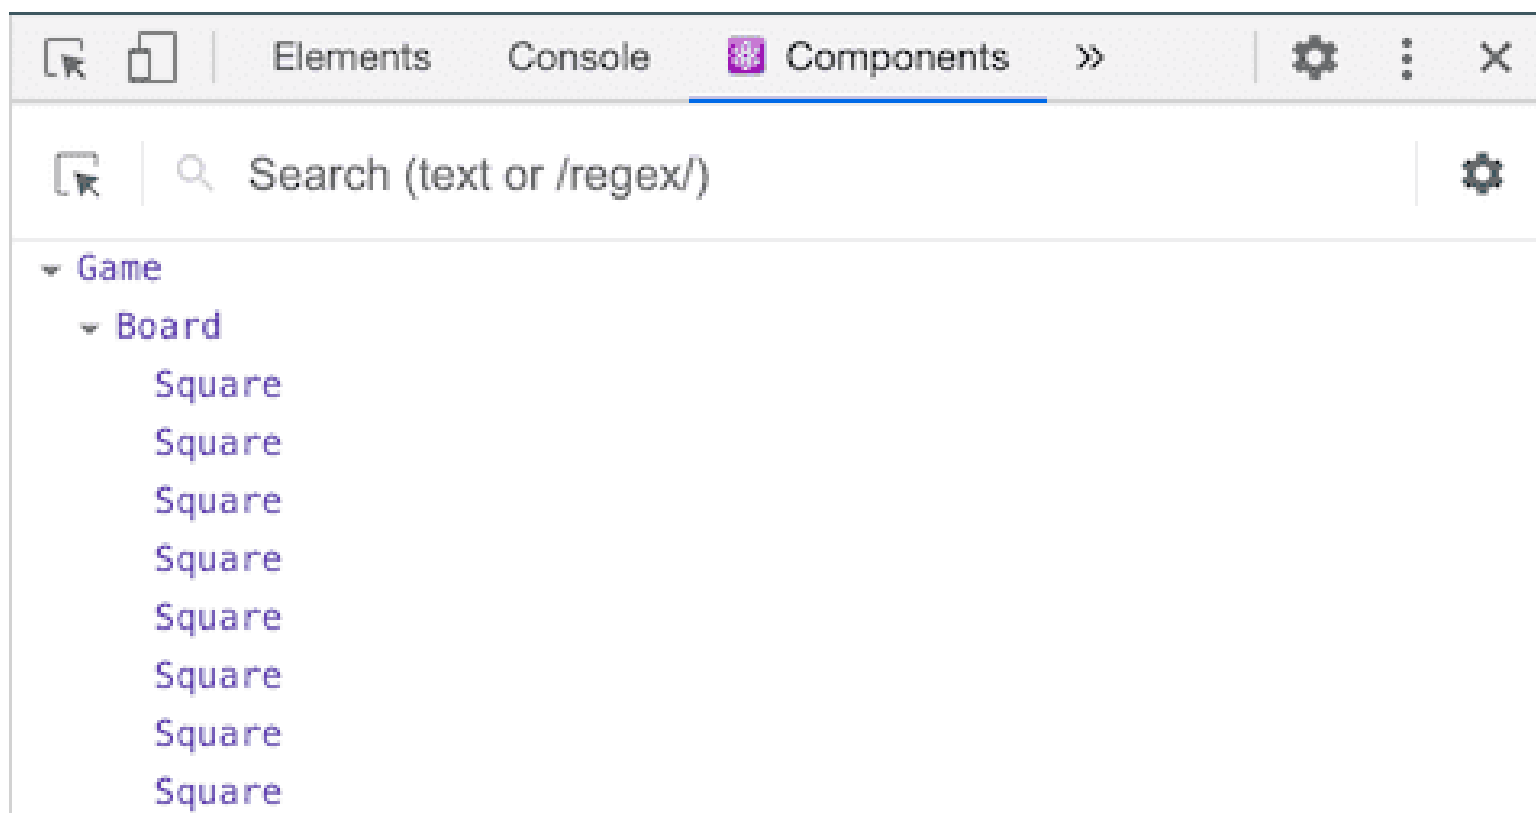 Elements Console Components
Search (text or /regex/)
Game
Board
Square
Square
Square
Square
Square
Square
Square
Square